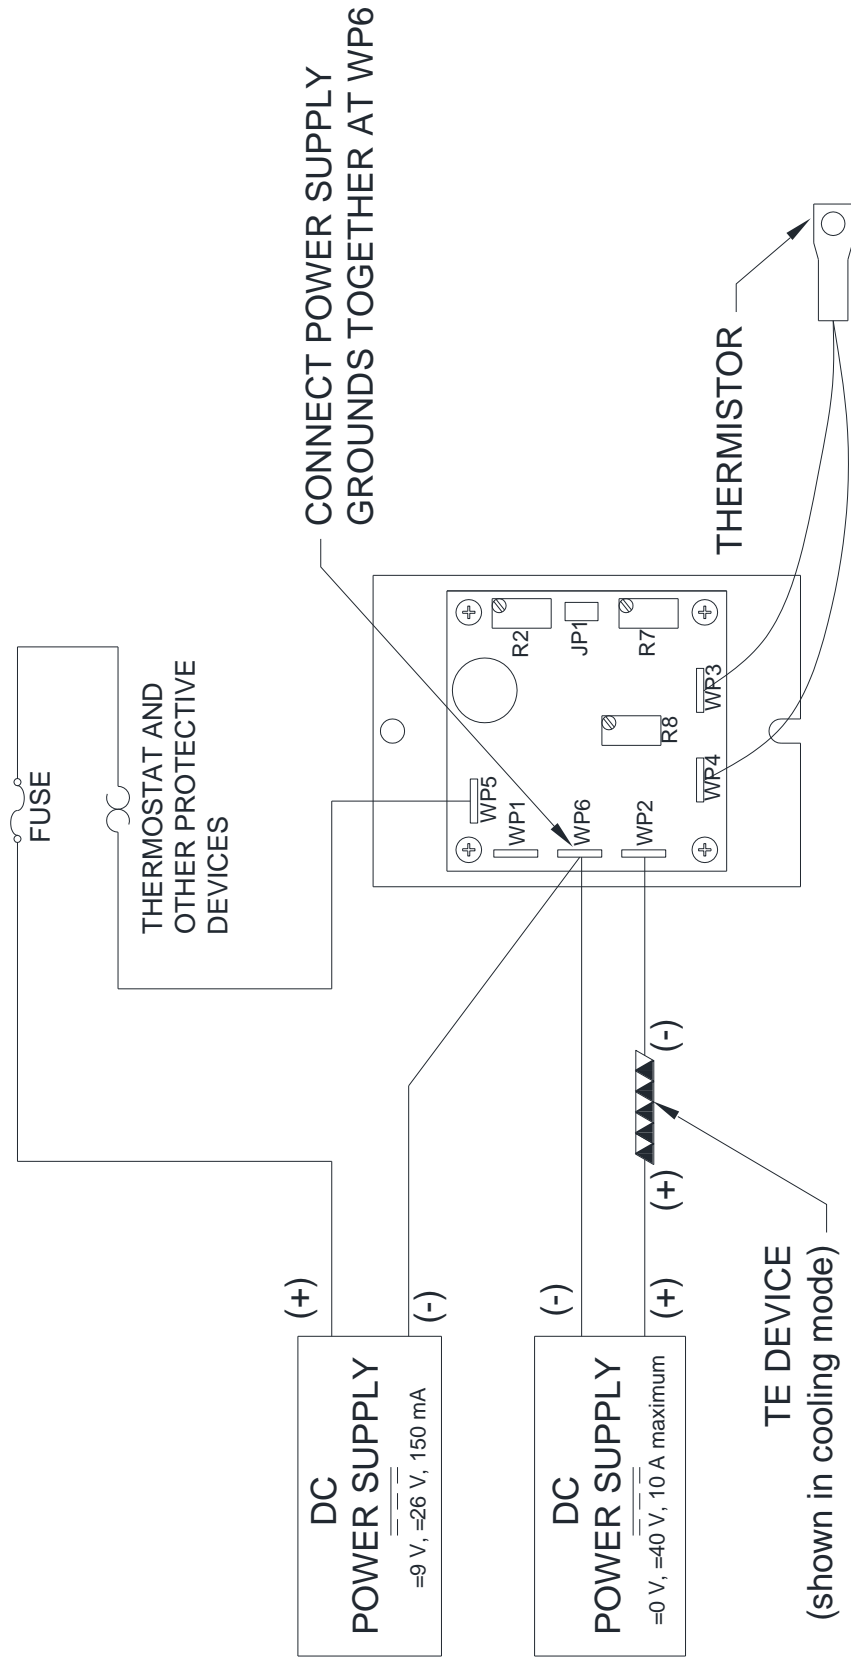 CONNECT POWER SUPPLY
GROUNDS TOGETHER AT WP6
FUSE
THERMOSTAT AND
OTHER PROTECTIVE
DEVICES
THERMISTOR
R2
JP1
R7
R8
WP5
WP1
WP6
WP2
WP3
WP4
(+)
(-)
(-)
(+)
(+)
(-)
DC
POWER SUPPLY
=9 V, =26 V, 150 mA
DC
POWER SUPPLY
=0 V, =40 V, 10 A maximum
TE DEVICE
(shown in cooling mode)